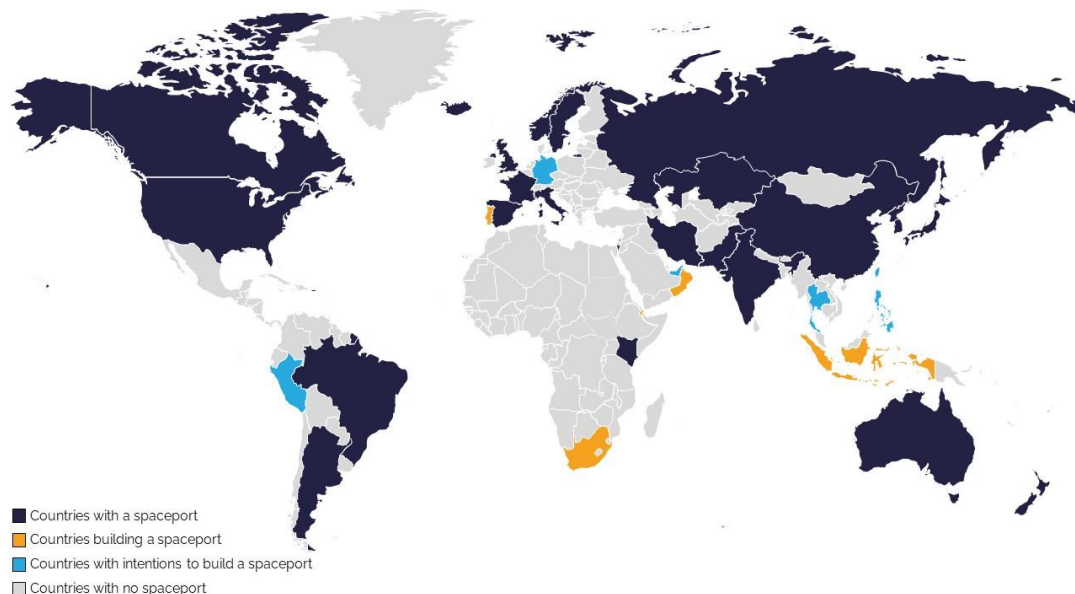 Countries with a spaceport
Countries building a spaceport
Countries with intentions to build a spaceport
Countries with no spaceport